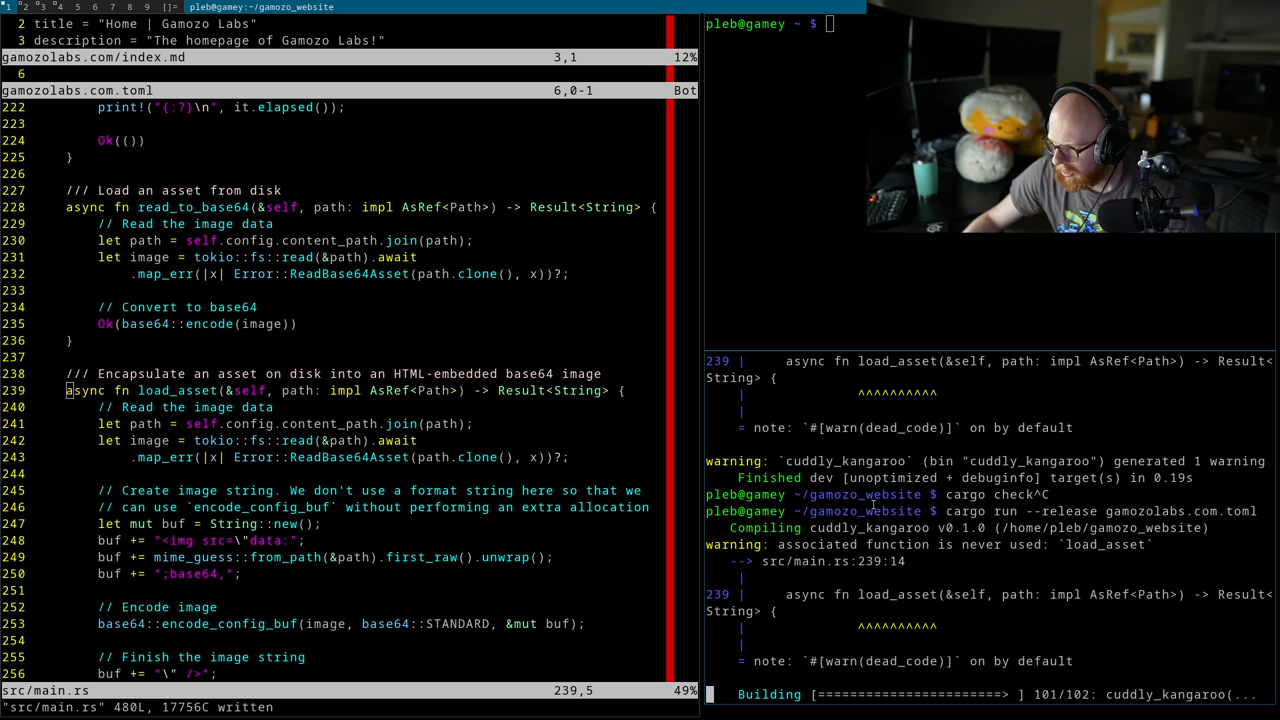 1 2 3 4 5 6 7 8 9 []= pleb@gamey:~/gamozo_website
2 title = "Home | Gamozo Labs"
3 description = "The homepage of Gamozo Labs!"
gamozolabs.com/index.md 3,1 12%
6
gamozolabs.com.toml 6,0-1 Bot
222 print!("{:?}\n", it.elapsed());
223
224 Ok(())
225 }
226
227 /// Load an asset from disk
228 async fn read_to_base64(&self, path: impl AsRef<Path>) -> Result<String> {
229 // Read the image data
230 let path = self.config.content_path.join(path);
231 let image = tokio::fs::read(&path).await
232 .map_err(|x| Error::ReadBase64Asset(path.clone(), x))?;
233
234 // Convert to base64
235 Ok(base64::encode(image))
236 }
237
238 /// Encapsulate an asset on disk into an HTML-embedded base64 image
239 async fn load_asset(&self, path: impl AsRef<Path>) -> Result<String> {
240 // Read the image data
241 let path = self.config.content_path.join(path);
242 let image = tokio::fs::read(&path).await
243 .map_err(|x| Error::ReadBase64Asset(path.clone(), x))?;
244
245 // Create image string. We don't use a format string here so that we
246 // can use `encode_config_buf` without performing an extra allocation
247 let mut buf = String::new();
248 buf += "<img src=\"data:";
249 buf += mime_guess::from_path(&path).first_raw().unwrap();
250 buf += ";base64,";
251
252 // Encode image
253 base64::encode_config_buf(image, base64::STANDARD, &mut buf);
254
255 // Finish the image string
256 buf += "\" />";
src/main.rs 239,5 49%
"src/main.rs" 480L, 17756C written
pleb@gamey ~ $
239 | async fn load_asset(&self, path: impl AsRef<Path>) -> Result<
String> {
| ^^^^^^^^^^
|
= note: `#[warn(dead_code)]` on by default
warning: `cuddly_kangaroo` (bin "cuddly_kangaroo") generated 1 warning
Finished dev [unoptimized + debuginfo] target(s) in 0.19s
pleb@gamey ~/gamozo_website $ cargo check^C
pleb@gamey ~/gamozo_website $ cargo run --release gamozolabs.com.toml
Compiling cuddly_kangaroo v0.1.0 (/home/pleb/gamozo_website)
warning: associated function is never used: `load_asset`
--> src/main.rs:239:14
|
239 | async fn load_asset(&self, path: impl AsRef<Path>) -> Result<
String> {
| ^^^^^^^^^^
|
= note: `#[warn(dead_code)]` on by default
Building [=======================> ] 101/102: cuddly_kangaroo(...